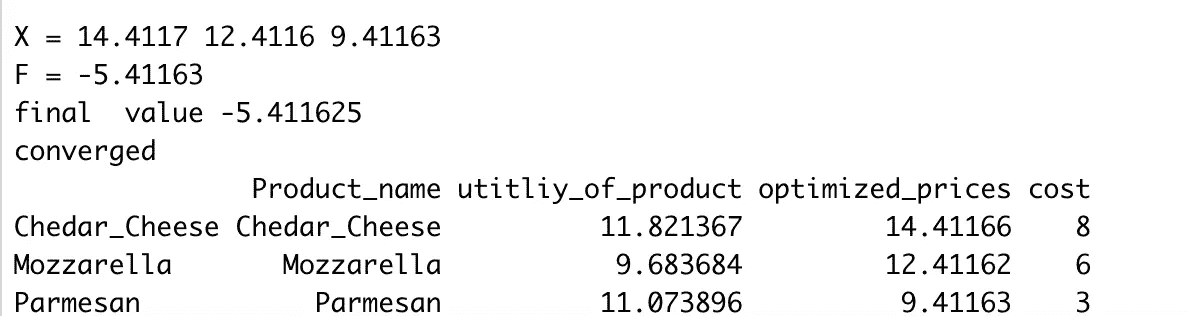 X = 14.4117 12.4116 9.41163
F = -5.41163
final  value -5.411625
converged
Product_name utitliy_of_product optimized_prices cost
Chedar_Cheese Chedar_Cheese 11.821367 14.41166 8
Mozzarella Mozzarella 9.683684 12.41162 6
Parmesan Parmesan 11.073896 9.41163 3